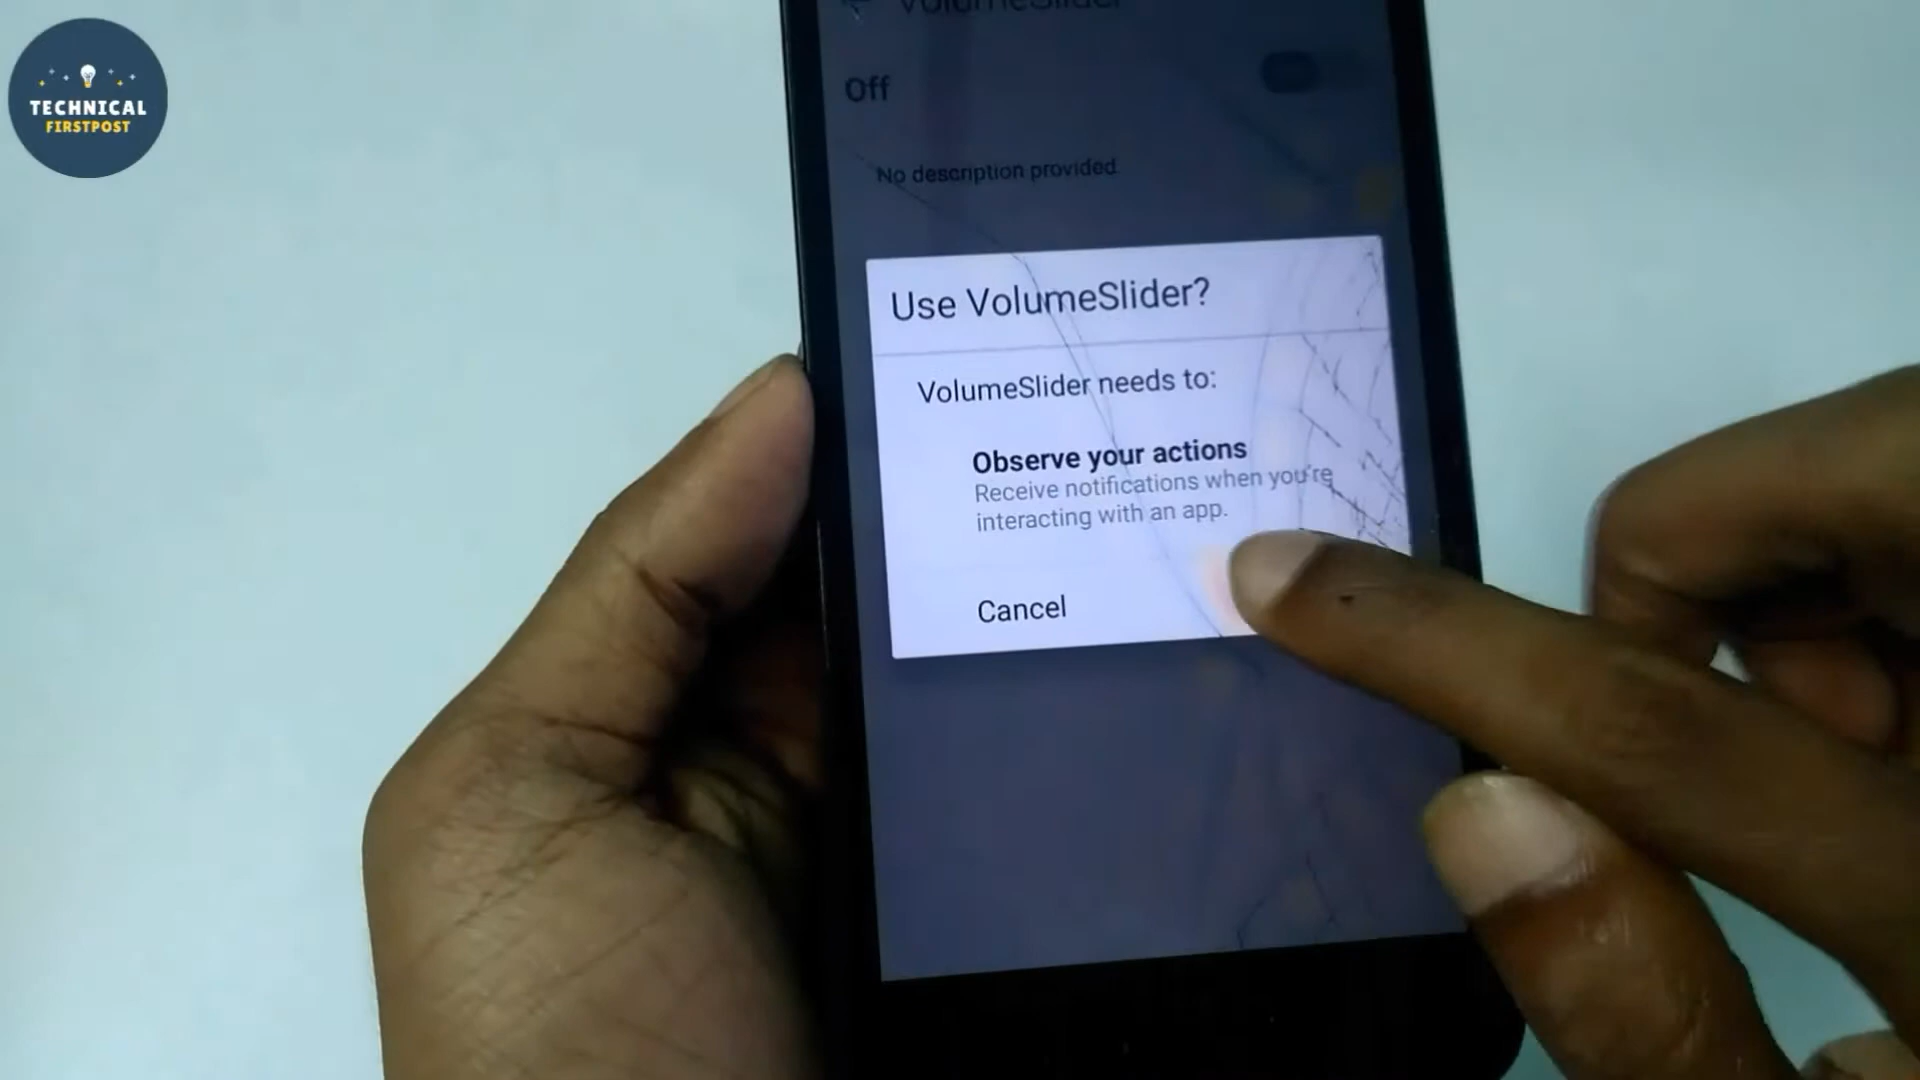 TECHNICAL
FIRSTPOST
VolumeSlider
Off
No description provided.
Use VolumeSlider?
VolumeSlider needs to:
Observe your actions
Receive notifications when you're
interacting with an app.
Cancel